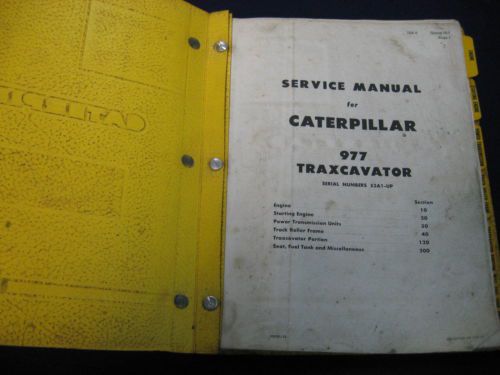 SERVICE MANUAL
for
CATERPILLAR
977
TRAXCAVATOR
SERIAL NUMBERS 53A1-UP
Section
Engine 10
Starting Engine 20
Power Transmission Units 30
Track Roller Frame 40
Traxcavator Portion 120
Seat, Fuel Tank and Miscellaneous 200